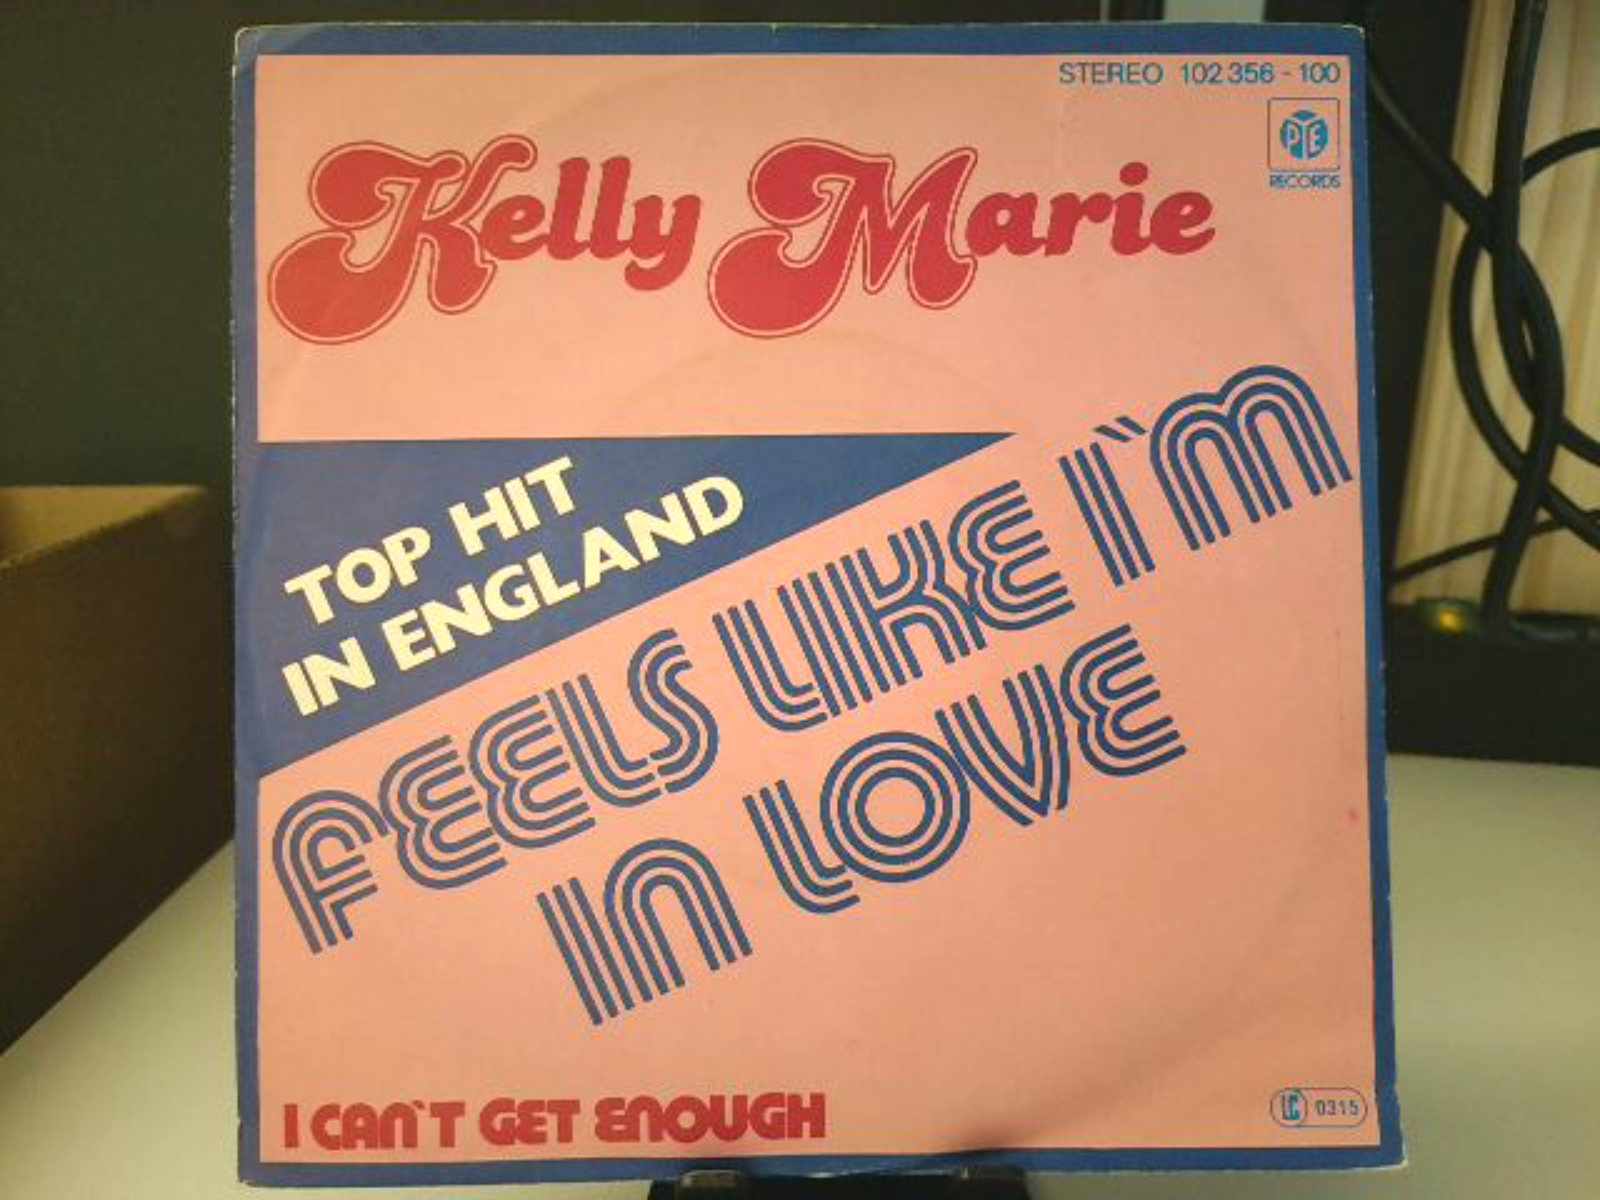 STEREO 102 356 - 100
PYE
RECORDS
Kelly Marie
TOP HIT
IN ENGLAND
FEELS LIKE I`M
IN LOVE
I CAN`T GET ENOUGH
LC 0315